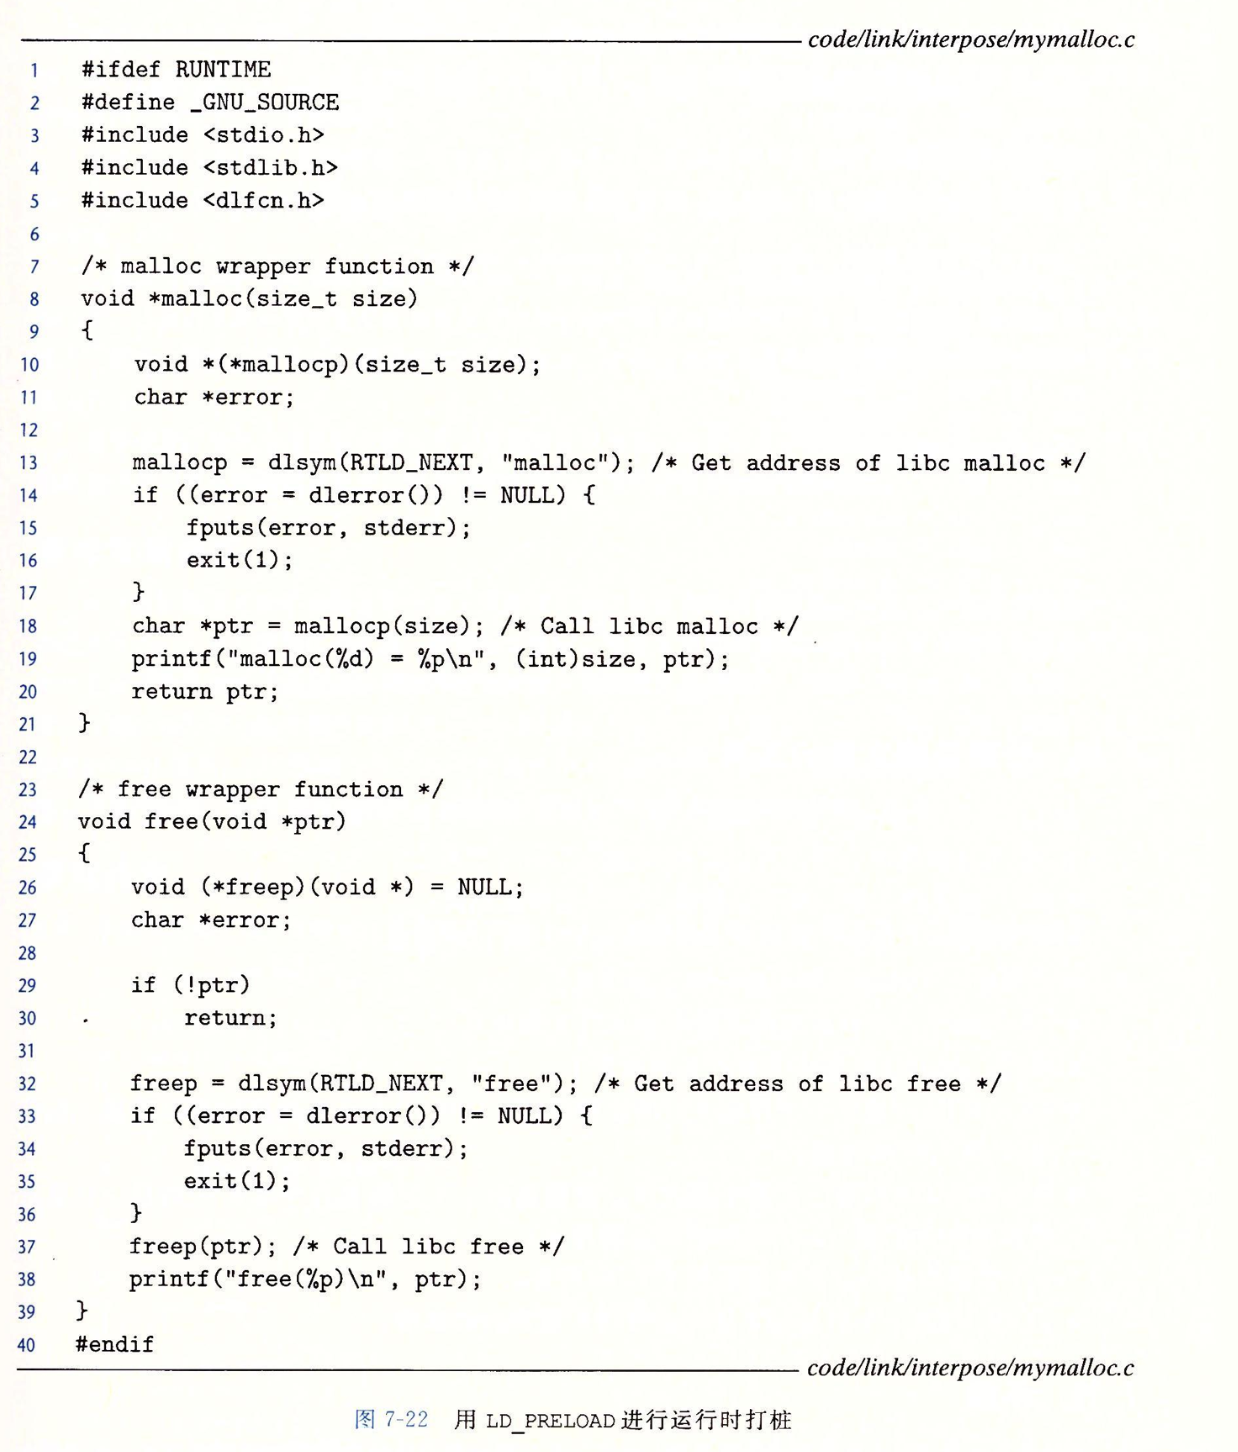 code/link/interpose/mymalloc.c
1 #ifdef RUNTIME
2 #define _GNU_SOURCE
3 #include <stdio.h>
4 #include <stdlib.h>
5 #include <dlfcn.h>
6
7 /* malloc wrapper function */
8 void *malloc(size_t size)
9 {
10     void *(*mallocp)(size_t size);
11     char *error;
12
13     mallocp = dlsym(RTLD_NEXT, "malloc"); /* Get address of libc malloc */
14     if ((error = dlerror()) != NULL) {
15         fputs(error, stderr);
16         exit(1);
17     }
18     char *ptr = mallocp(size); /* Call libc malloc */
19     printf("malloc(%d) = %p\n", (int)size, ptr);
20     return ptr;
21 }
22
23 /* free wrapper function */
24 void free(void *ptr)
25 {
26     void (*freep)(void *) = NULL;
27     char *error;
28
29     if (!ptr)
30         return;
31
32     freep = dlsym(RTLD_NEXT, "free"); /* Get address of libc free */
33     if ((error = dlerror()) != NULL) {
34         fputs(error, stderr);
35         exit(1);
36     }
37     freep(ptr); /* Call libc free */
38     printf("free(%p)\n", ptr);
39 }
40 #endif
code/link/interpose/mymalloc.c
图 7-22 用 LD_PRELOAD 进行运行时打桩